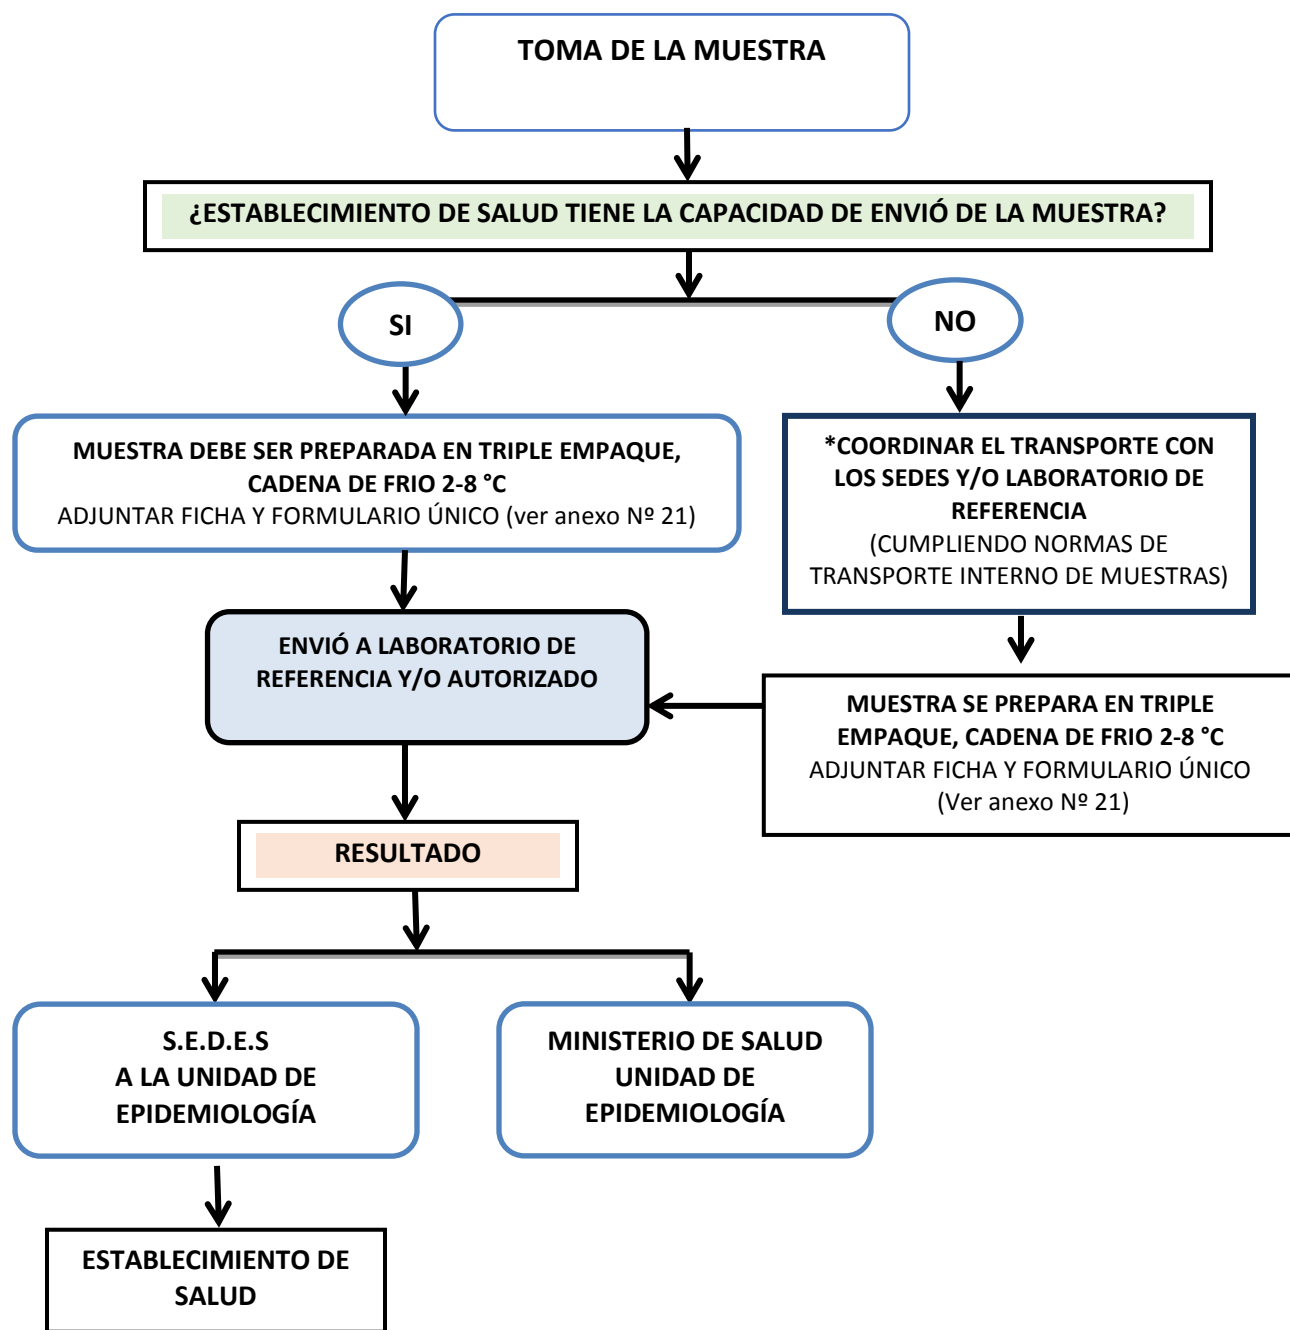 TOMA DE LA MUESTRA
¿ESTABLECIMIENTO DE SALUD TIENE LA CAPACIDAD DE ENVIÓ DE LA MUESTRA?
SI
NO
MUESTRA DEBE SER PREPARADA EN TRIPLE EMPAQUE,
CADENA DE FRIO 2-8 °C
ADJUNTAR FICHA Y FORMULARIO ÚNICO (ver anexo Nº 21)
*COORDINAR EL TRANSPORTE CON
LOS SEDES Y/O LABORATORIO DE
REFERENCIA
(CUMPLIENDO NORMAS DE
TRANSPORTE INTERNO DE MUESTRAS)
ENVIÓ A LABORATORIO DE
REFERENCIA Y/O AUTORIZADO
MUESTRA SE PREPARA EN TRIPLE
EMPAQUE, CADENA DE FRIO 2-8 °C
ADJUNTAR FICHA Y FORMULARIO ÚNICO
(Ver anexo Nº 21)
RESULTADO
S.E.D.E.S
A LA UNIDAD DE
EPIDEMIOLOGÍA
MINISTERIO DE SALUD
UNIDAD DE
EPIDEMIOLOGÍA
ESTABLECIMIENTO DE
SALUD